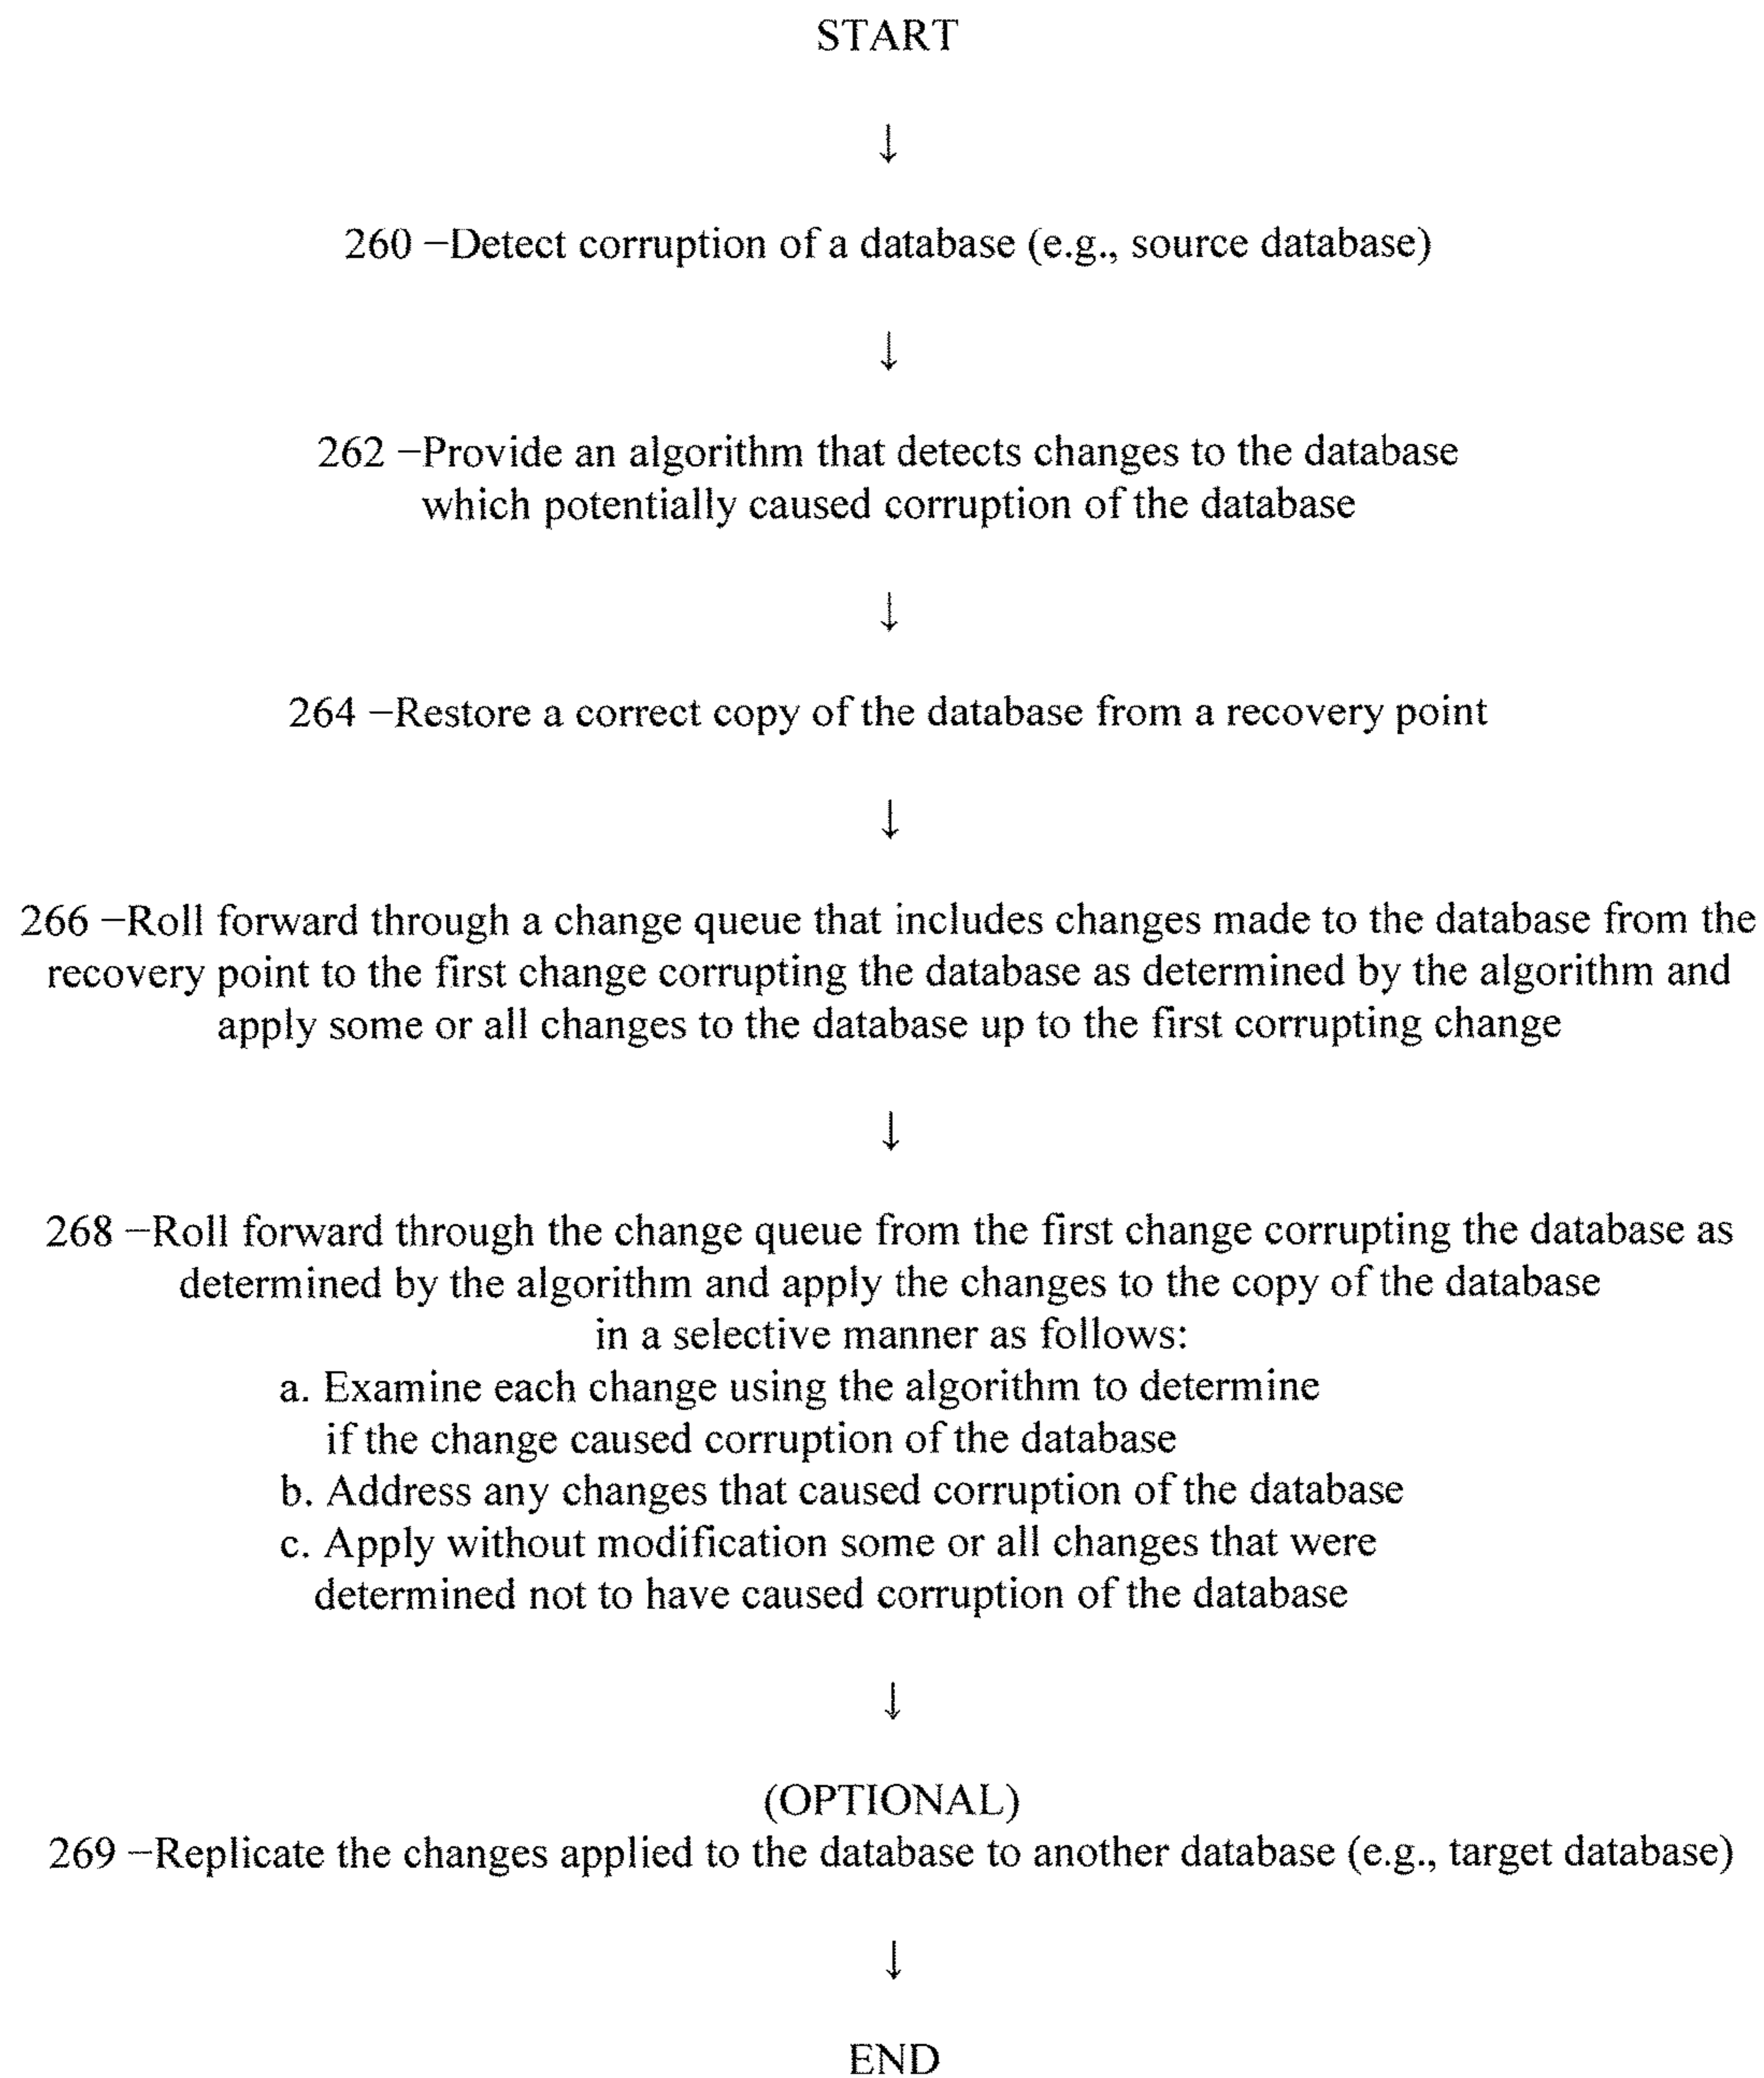 START
↓
260 –Detect corruption of a database (e.g., source database)
↓
262 –Provide an algorithm that detects changes to the database
which potentially caused corruption of the database
↓
264 –Restore a correct copy of the database from a recovery point
↓
266 –Roll forward through a change queue that includes changes made to the database from the
recovery point to the first change corrupting the database as determined by the algorithm and
apply some or all changes to the database up to the first corrupting change
↓
268 –Roll forward through the change queue from the first change corrupting the database as
determined by the algorithm and apply the changes to the copy of the database
in a selective manner as follows:
a. Examine each change using the algorithm to determine
if the change caused corruption of the database
b. Address any changes that caused corruption of the database
c. Apply without modification some or all changes that were
determined not to have caused corruption of the database
↓
(OPTIONAL)
269 –Replicate the changes applied to the database to another database (e.g., target database)
↓
END